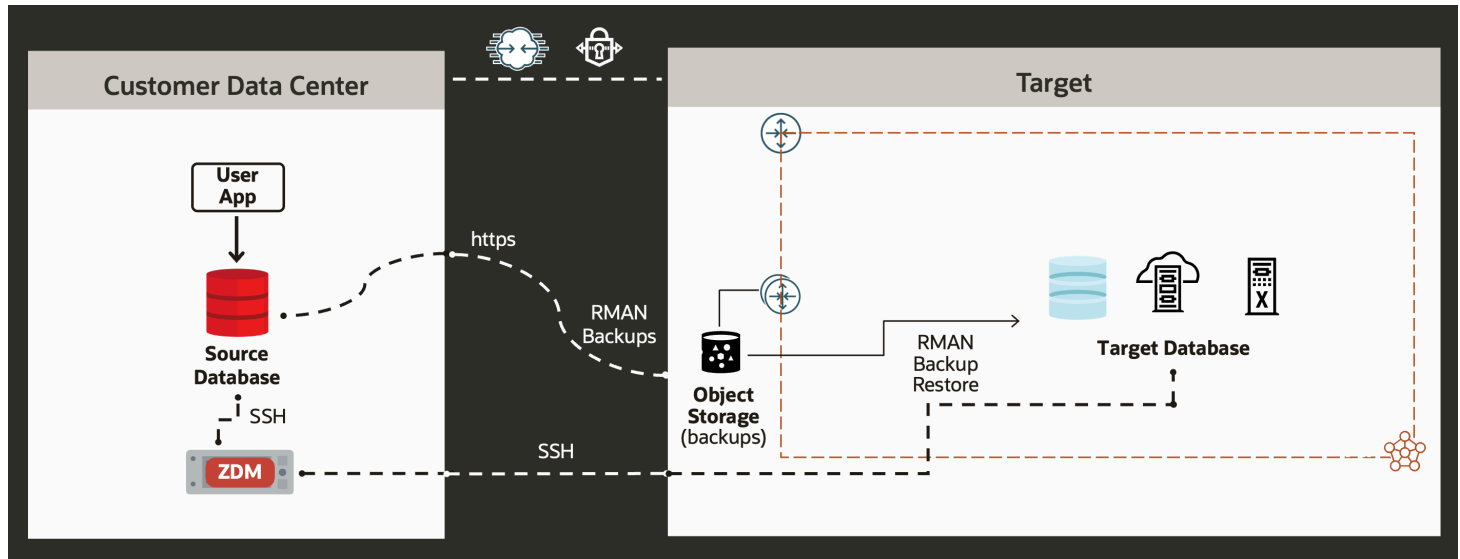 Customer Data Center
Target
User
App
https
RMAN
Backups
Source
Database
SSH
ZDM
SSH
Object
Storage
(backups)
RMAN
Backup
Restore
X
Target Database